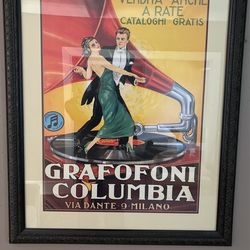 VENDITA ANCHE
A RATE
CATALOGHI GRATIS
GRAFOFONI
COLUMBIA
VIA DANTE 9 MILANO